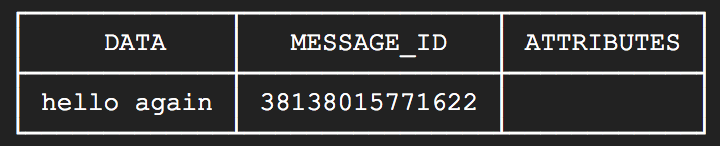 DATA MESSAGE_ID ATTRIBUTES
hello again 38138015771622